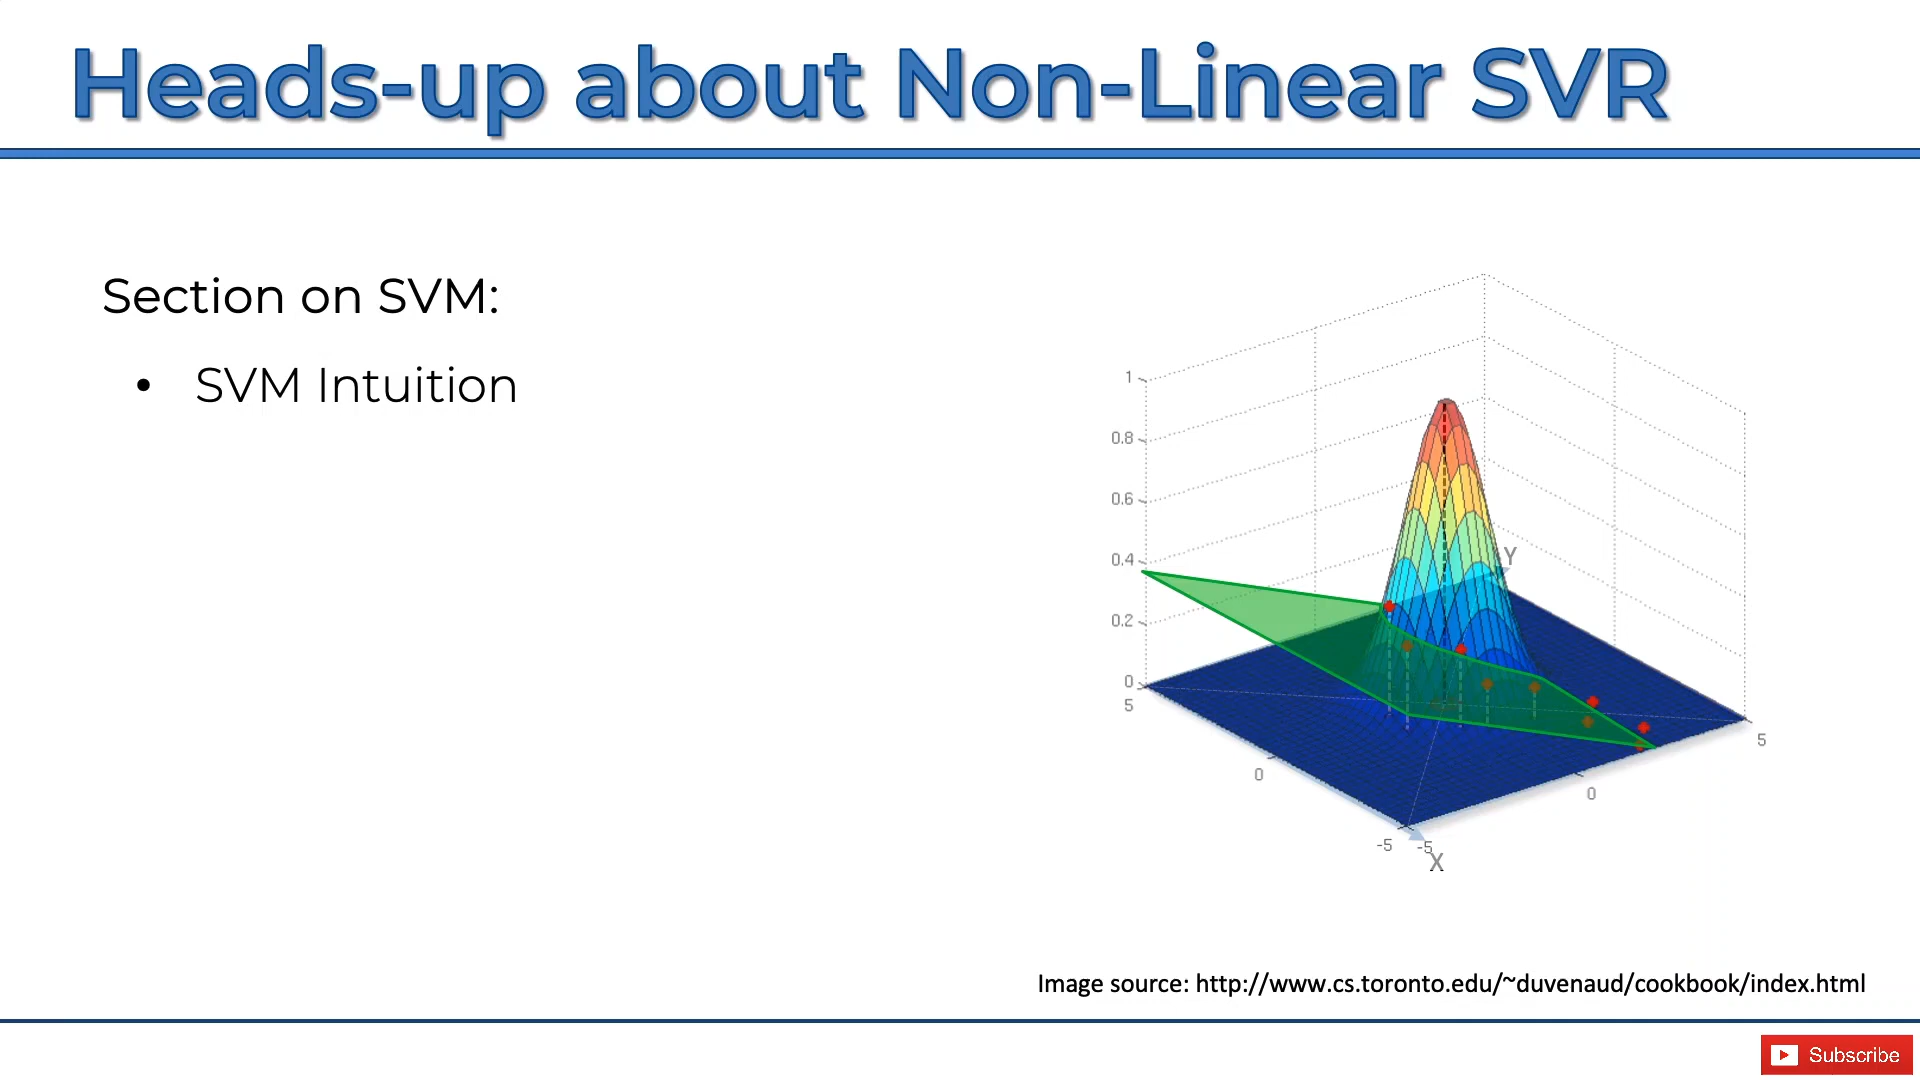 Heads-up about Non-Linear SVR
Section on SVM:
• SVM Intuition
1
0.8
0.6
0.4
0.2
0
5
0
-5
-5
0
5
X
Y
Image source: http://www.cs.toronto.edu/~duvenaud/cookbook/index.html
Subscribe